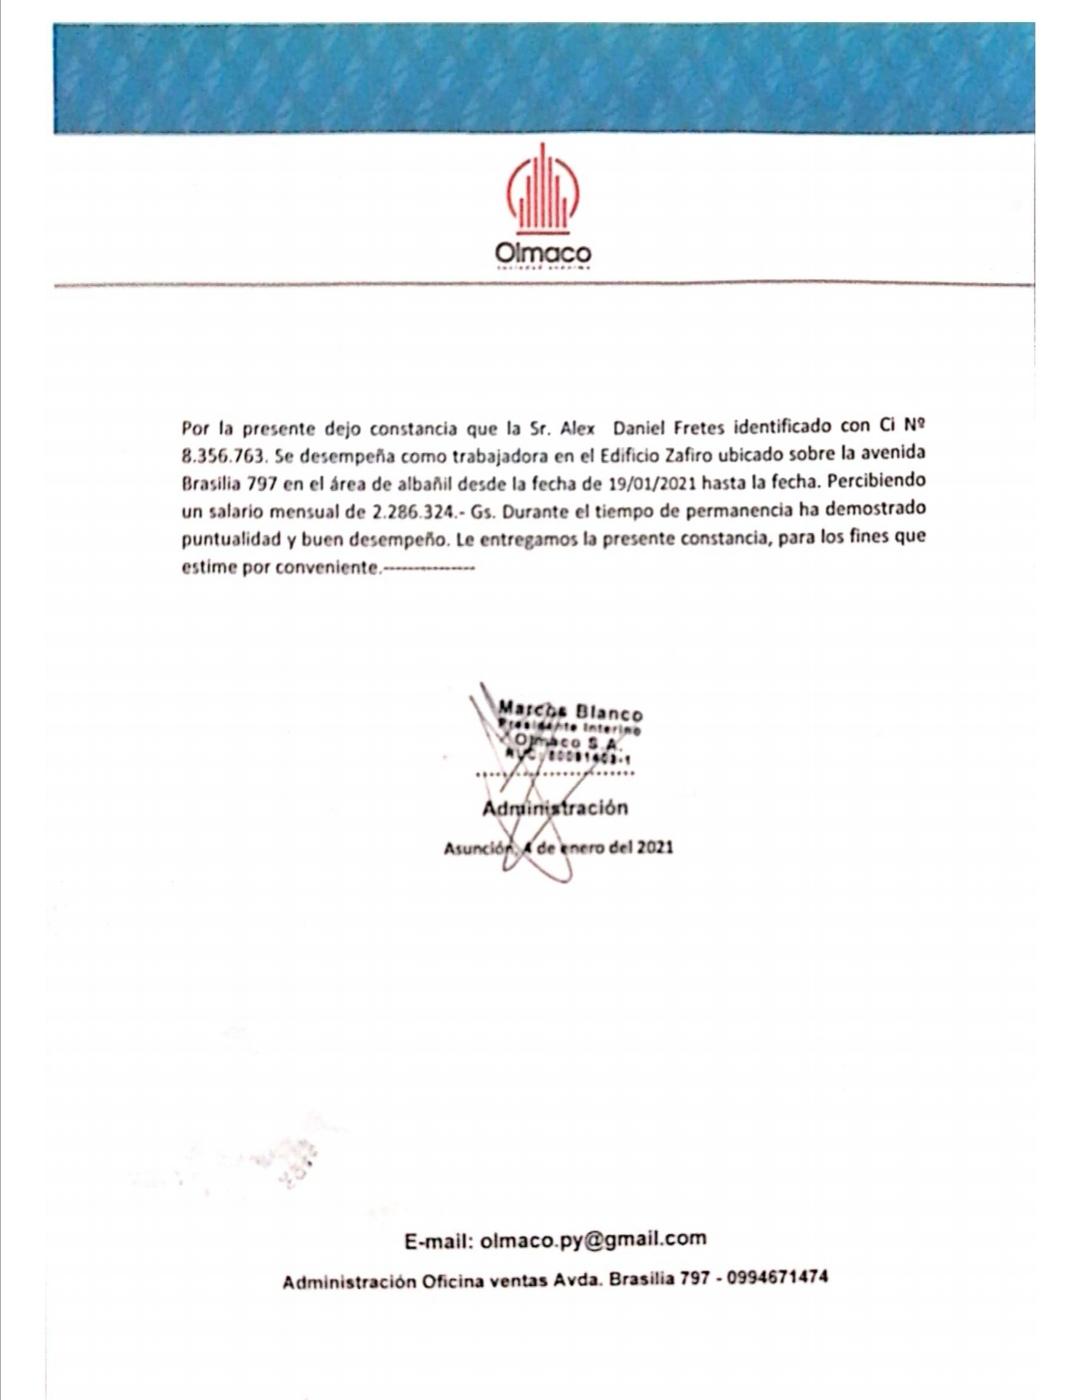 Olmaco
sociedad anónima
Por la presente dejo constancia que la Sr. Alex Daniel Fretes identificado con Ci Nº
8.356.763. Se desempeña como trabajadora en el Edificio Zafiro ubicado sobre la avenida
Brasilia 797 en el área de albañil desde la fecha de 19/01/2021 hasta la fecha. Percibiendo
un salario mensual de 2.286.324.- Gs. Durante el tiempo de permanencia ha demostrado
puntualidad y buen desempeño. Le entregamos la presente constancia, para los fines que
estime por conveniente.---------------
Marcos Blanco
Presidente Interino
Olmaco S.A.
RUC:
Administración
Asunción, 4 de enero del 2021
E-mail: olmaco.py@gmail.com
Administración Oficina ventas Avda. Brasilia 797 - 0994671474